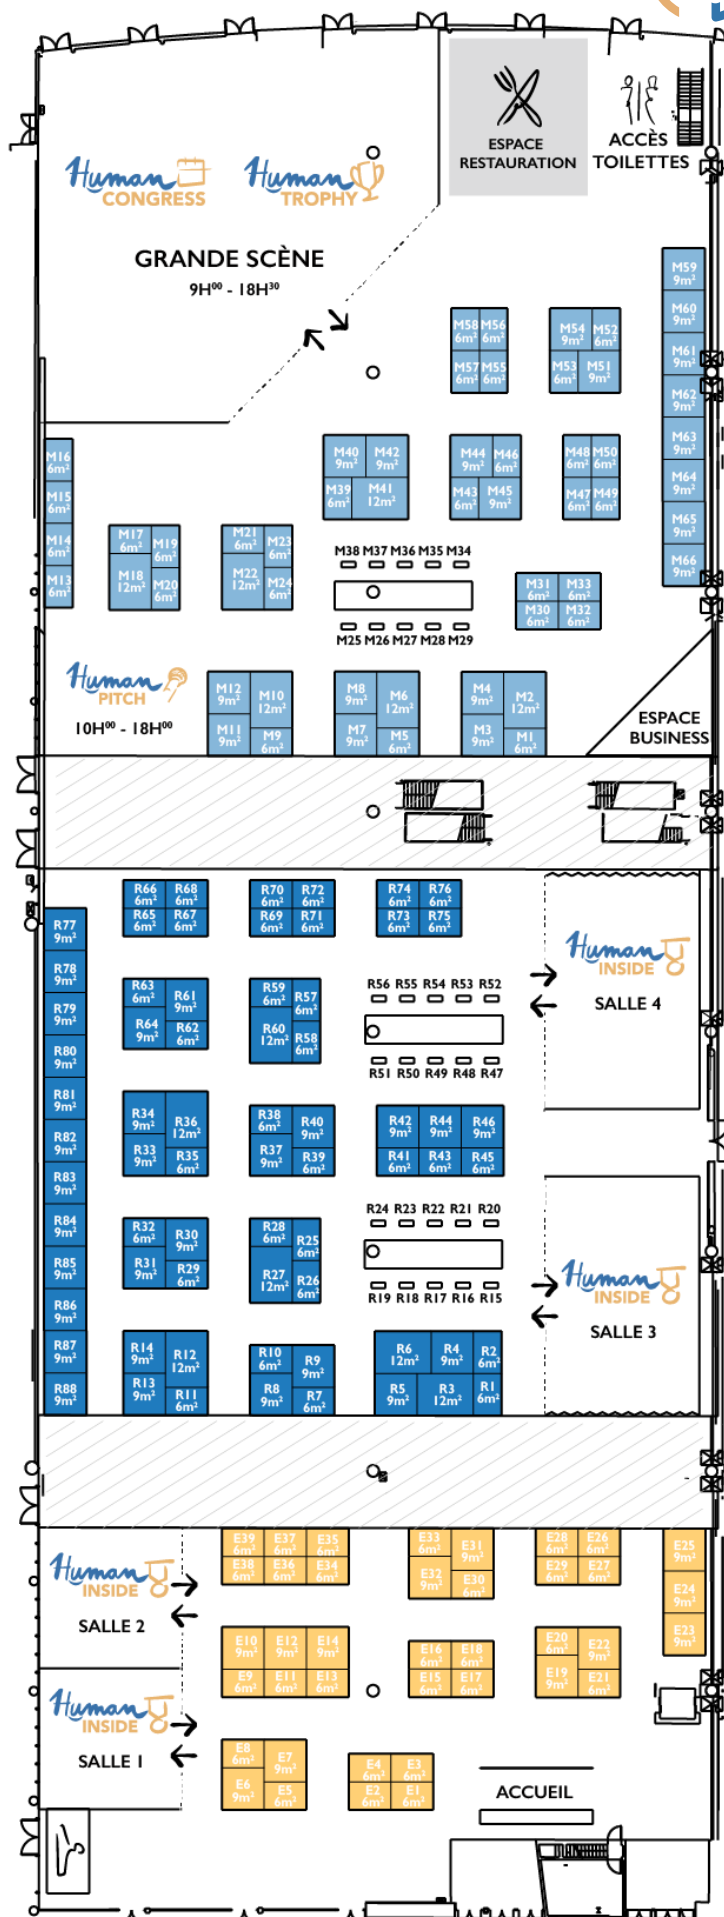 ESPACE
RESTAURATION
ACCÈS
TOILETTES
Human
CONGRESS
Human
TROPHY
GRANDE SCÈNE
9H00 - 18H30
M59
9m²
M60
9m²
M61
9m²
M62
9m²
M63
9m²
M64
9m²
M65
9m²
M66
9m²
M58 M56
6m² 6m²
M57 M55
6m² 6m²
M54 M52
9m² 6m²
M53 M51
6m² 9m²
M40 M42
9m² 9m²
M39 M41
6m² 12m²
M44 M46
9m² 6m²
M43 M45
6m² 9m²
M48 M50
6m² 6m²
M47 M49
6m² 6m²
M16
6m²
M15
6m²
M14
6m²
M13
6m²
M17 M19
6m² 6m²
M18 M20
12m² 6m²
M21 M23
6m² 6m²
M22 M24
12m² 6m²
M38 M37 M36 M35 M34
M25 M26 M27 M28 M29
M31 M33
6m² 6m²
M30 M32
6m² 6m²
Human
PITCH
10H00 - 18H00
M12 M10
9m² 12m²
M11 M9
9m² 6m²
M8 M6
9m² 12m²
M7 M5
9m² 6m²
M4 M2
9m² 12m²
M3 M1
9m² 6m²
ESPACE
BUSINESS
R66 R68
6m² 6m²
R65 R67
6m² 6m²
R70 R72
6m² 6m²
R69 R71
6m² 6m²
R74 R76
6m² 6m²
R73 R75
6m² 6m²
R77
9m²
R78
9m²
R79
9m²
R80
9m²
R81
9m²
R82
9m²
R83
9m²
R84
9m²
R85
9m²
R86
9m²
R87
9m²
R88
9m²
R63 R61
6m² 9m²
R64 R62
9m² 6m²
R59 R57
6m² 6m²
R60 R58
12m² 6m²
R56 R55 R54 R53 R52
R51 R50 R49 R48 R47
Human
INSIDE
SALLE 4
R34 R36
9m² 12m²
R33 R35
9m² 6m²
R38 R40
6m² 9m²
R37 R39
9m² 6m²
R42 R44 R46
9m² 9m² 9m²
R41 R43 R45
6m² 6m² 6m²
R32 R30
6m² 9m²
R31 R29
9m² 6m²
R28 R25
6m² 6m²
R27 R26
12m² 6m²
R24 R23 R22 R21 R20
R19 R18 R17 R16 R15
Human
INSIDE
SALLE 3
R14 R12
9m² 12m²
R13 R11
9m² 6m²
R10 R9
6m² 9m²
R8 R7
9m² 6m²
R6 R4 R2
12m² 9m² 6m²
R5 R3 R1
9m² 12m² 6m²
Human
INSIDE
SALLE 2
E39 E37 E35
6m² 6m² 6m²
E38 E36 E34
6m² 6m² 6m²
E33 E31
6m² 9m²
E32 E30
9m² 6m²
E28 E26
6m² 6m²
E29 E27
6m² 6m²
E25
9m²
E24
9m²
E23
9m²
E10 E12 E14
9m² 9m² 9m²
E9 E11 E13
6m² 6m² 6m²
E16 E18
6m² 6m²
E15 E17
6m² 6m²
E20 E22
6m² 9m²
E19 E21
9m² 6m²
Human
INSIDE
SALLE 1
E8 E7
6m² 9m²
E6 E5
9m² 6m²
E4 E3
6m² 6m²
E2 E1
6m² 6m²
ACCUEIL